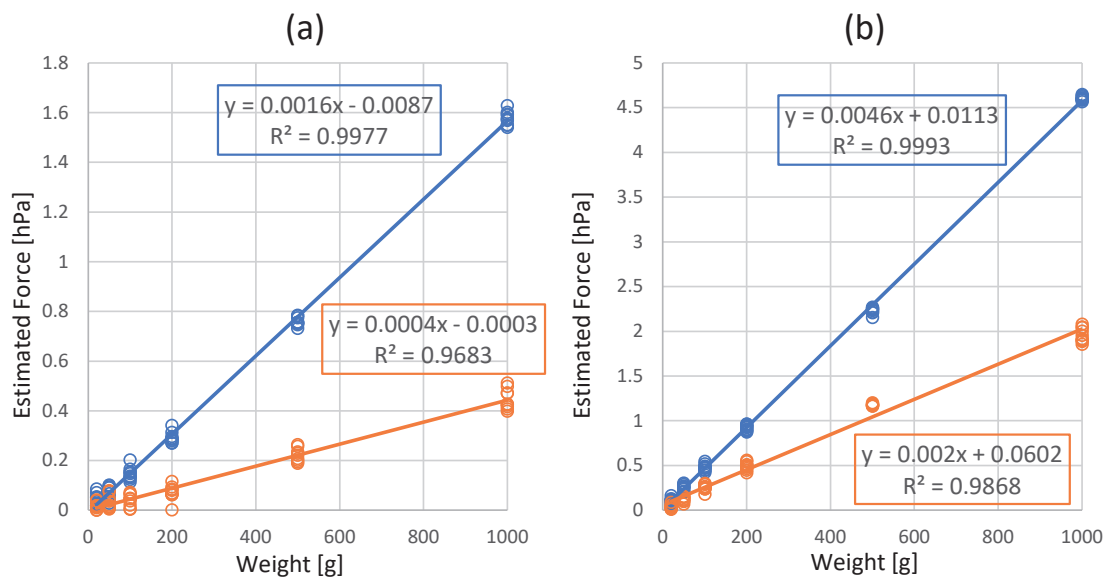 (a)
1.8
1.6
1.4
1.2
1
0.8
0.6
0.4
0.2
0
Estimated Force [hPa]
y = 0.0016x - 0.0087
R² = 0.9977
y = 0.0004x - 0.0003
R² = 0.9683
0 200 400 600 800 1000
Weight [g]
(b)
5
4.5
4
3.5
3
2.5
2
1.5
1
0.5
0
Estimated Force [hPa]
y = 0.0046x + 0.0113
R² = 0.9993
y = 0.002x + 0.0602
R² = 0.9868
0 200 400 600 800 1000
Weight [g]